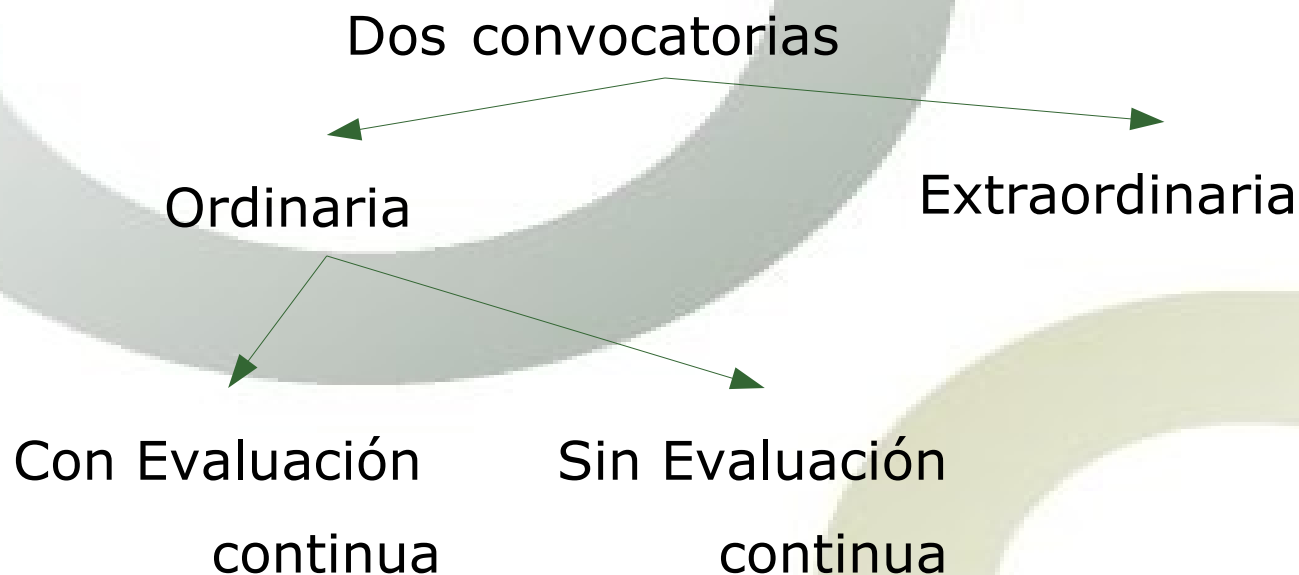 Dos convocatorias
Ordinaria
Extraordinaria
Con Evaluación
continua
Sin Evaluación
continua